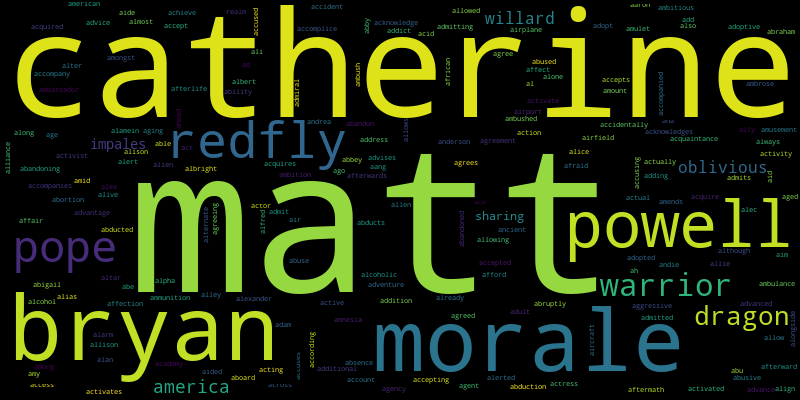 american aide almost achieve realm accused accident abby allowed aaron ambitious
acquired advice accept accomplice acknowledge willard adopt add
catherine
alter amongst ali addict acid admitting airplane amulet also adoptive abraham
accompany afterlife ad admiral ambush african agree abused accepts
ambassador albert ability affect alone al amount accompanied ambrose
activate airport
along age alamein aging redfly andrea abandon ambushed accidentally acknowledges ally amusement
alliance impales able act address anderson agreement action airfield acquaintance always
activist alison alien acquires abbey advises agrees alice oblivious activity
abandoning alert albright ago aang afraid accusing actually adding admits aid
accompanies amid alex ambition afterwards
matt
abortion alive actor allen sharing actual amends acquire aged
affair advantage alternate agreeing alfred admit abducts abandoned ancient powell alec
pope abducted air allowing adopted although aim
altar abuse alcoholic accepted afford andie allie
abigail alpha adventure ah warrior ambulance
alcohol alias abe ammunition alley alexander active addition already abruptly aggressive advanced
bryan affection adam amnesia agreed adult morale admitted dragon alongside
alarm according aircraft allow
allison alan absence abu afterward
amy aided acting additional account accepting alerted abusive
access activates america aboard across accuses agency agent abduction actress aftermath activated advance align